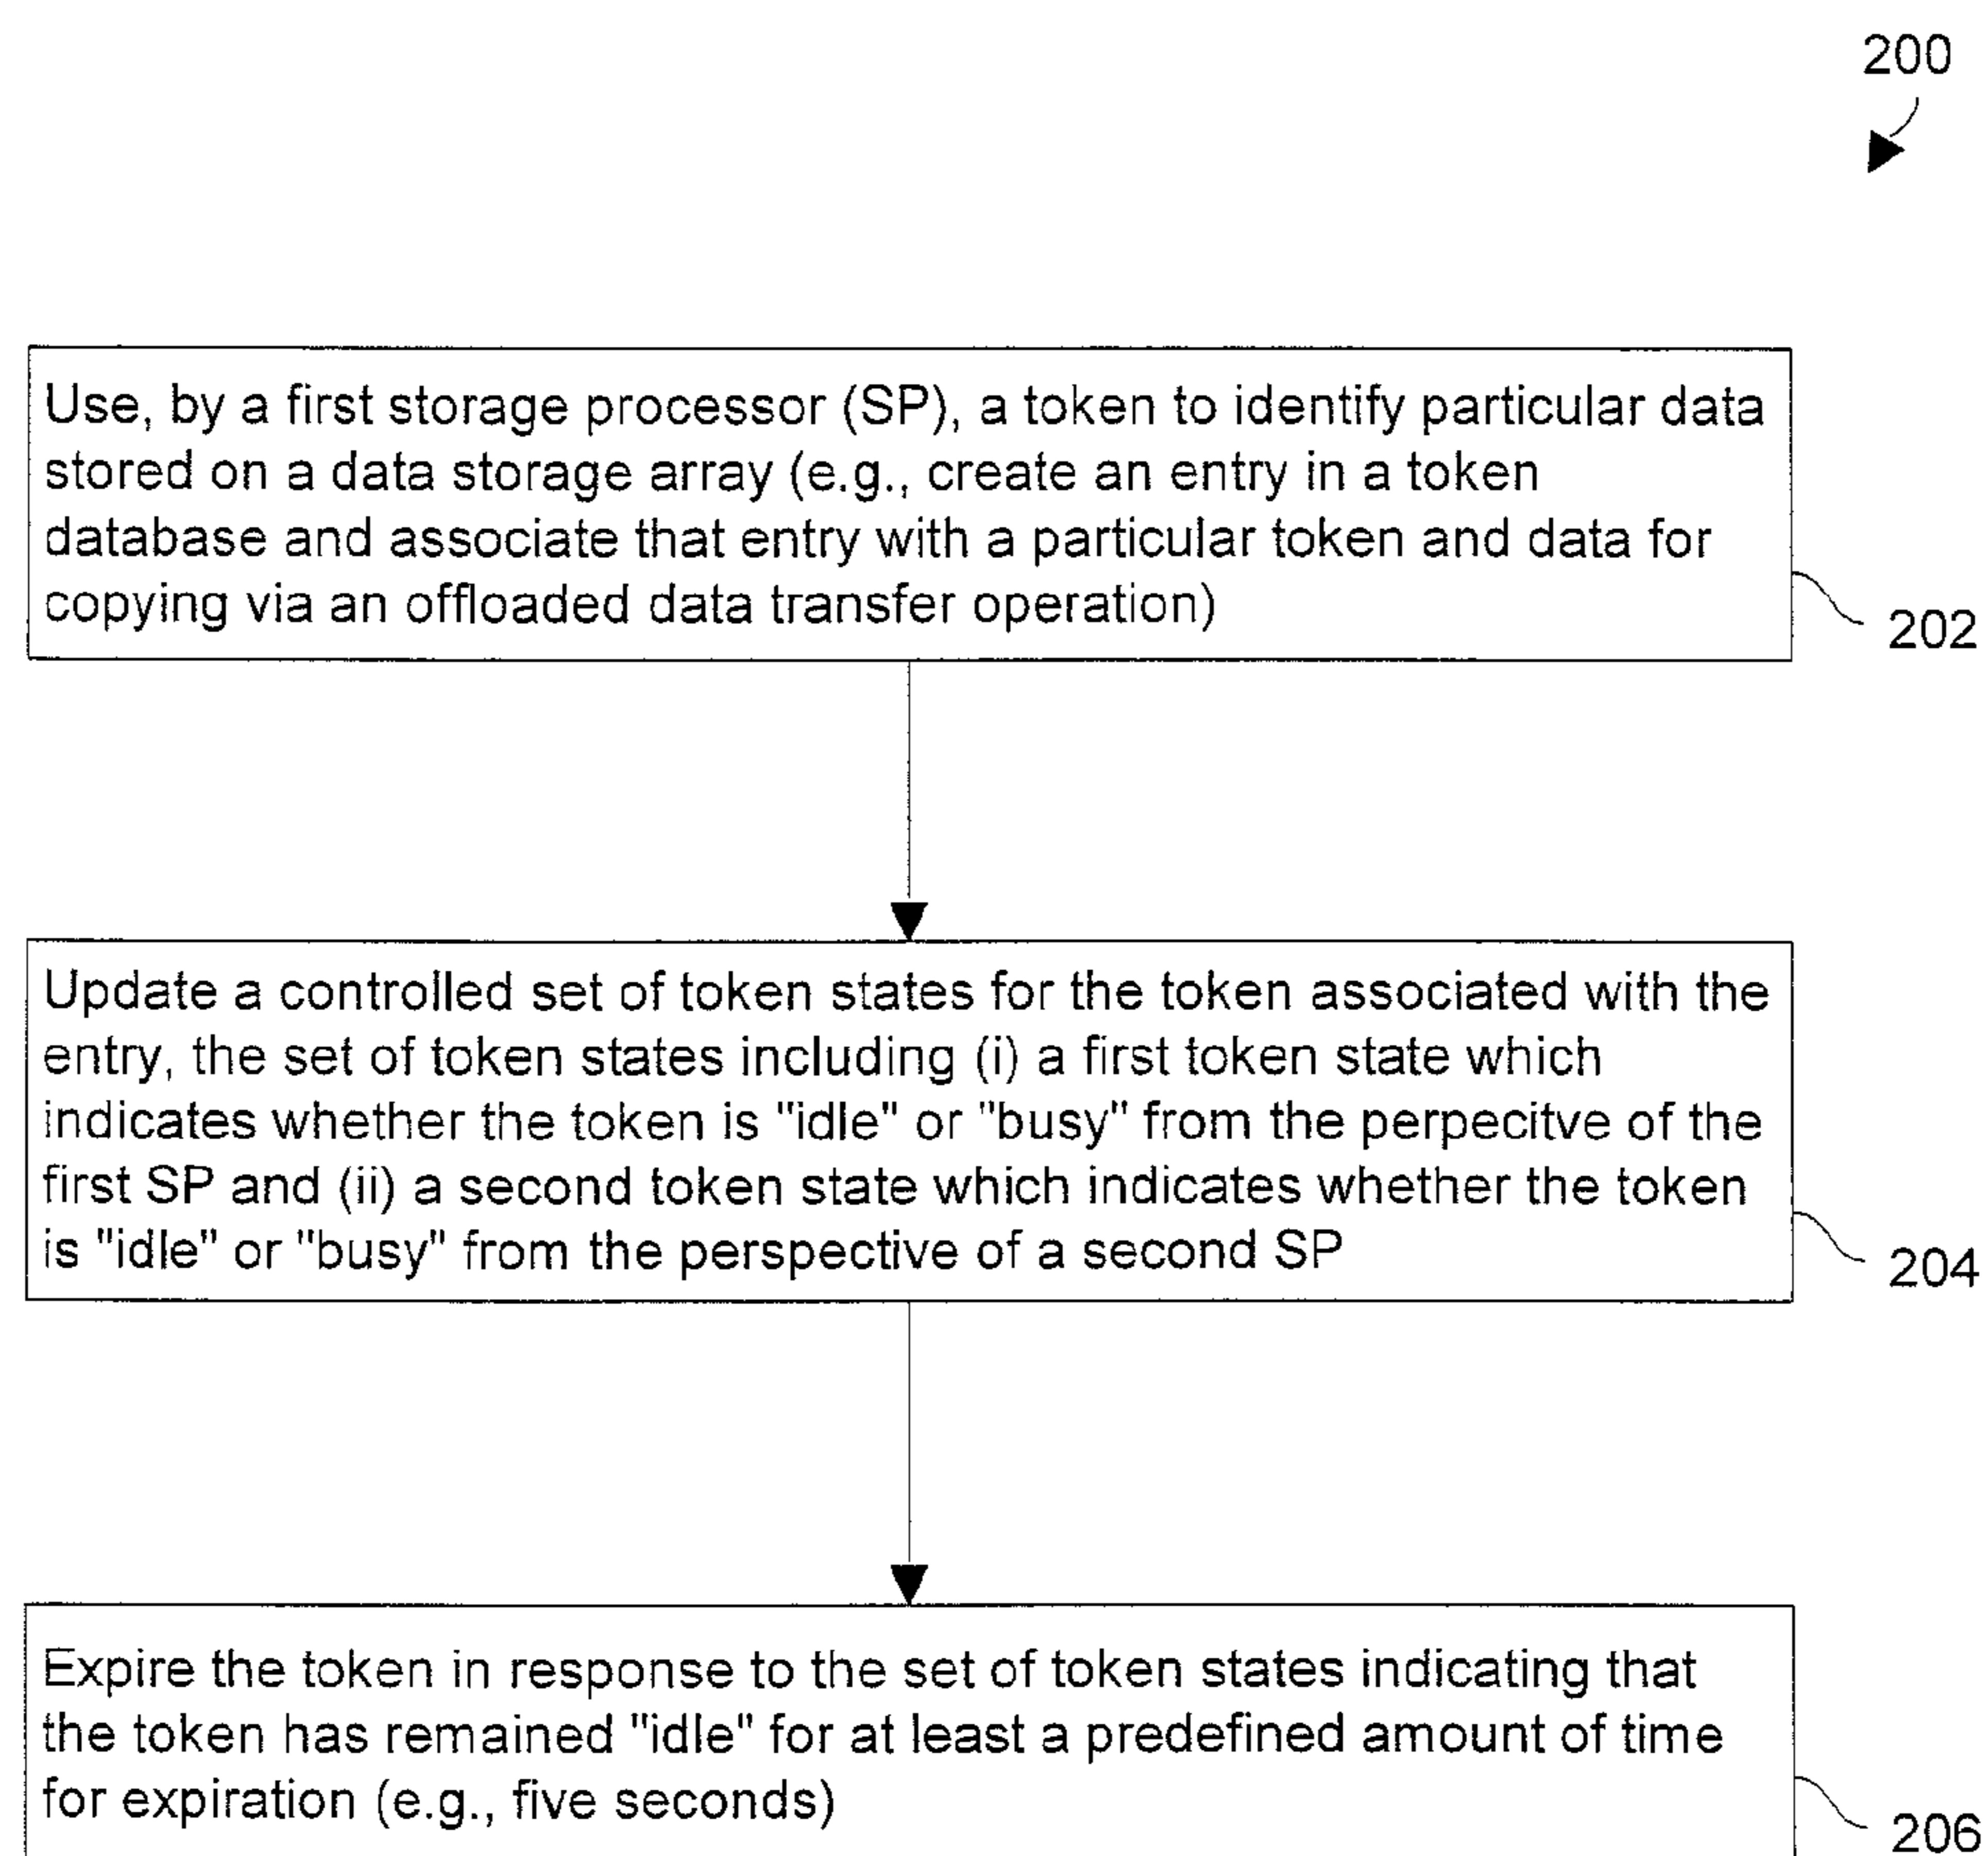 200
Use, by a first storage processor (SP), a token to identify particular data
stored on a data storage array (e.g., create an entry in a token
database and associate that entry with a particular token and data for
copying via an offloaded data transfer operation)
202
Update a controlled set of token states for the token associated with the
entry, the set of token states including (i) a first token state which
indicates whether the token is "idle" or "busy" from the perpecitve of the
first SP and (ii) a second token state which indicates whether the token
is "idle" or "busy" from the perspective of a second SP
204
Expire the token in response to the set of token states indicating that
the token has remained "idle" for at least a predefined amount of time
for expiration (e.g., five seconds)
206